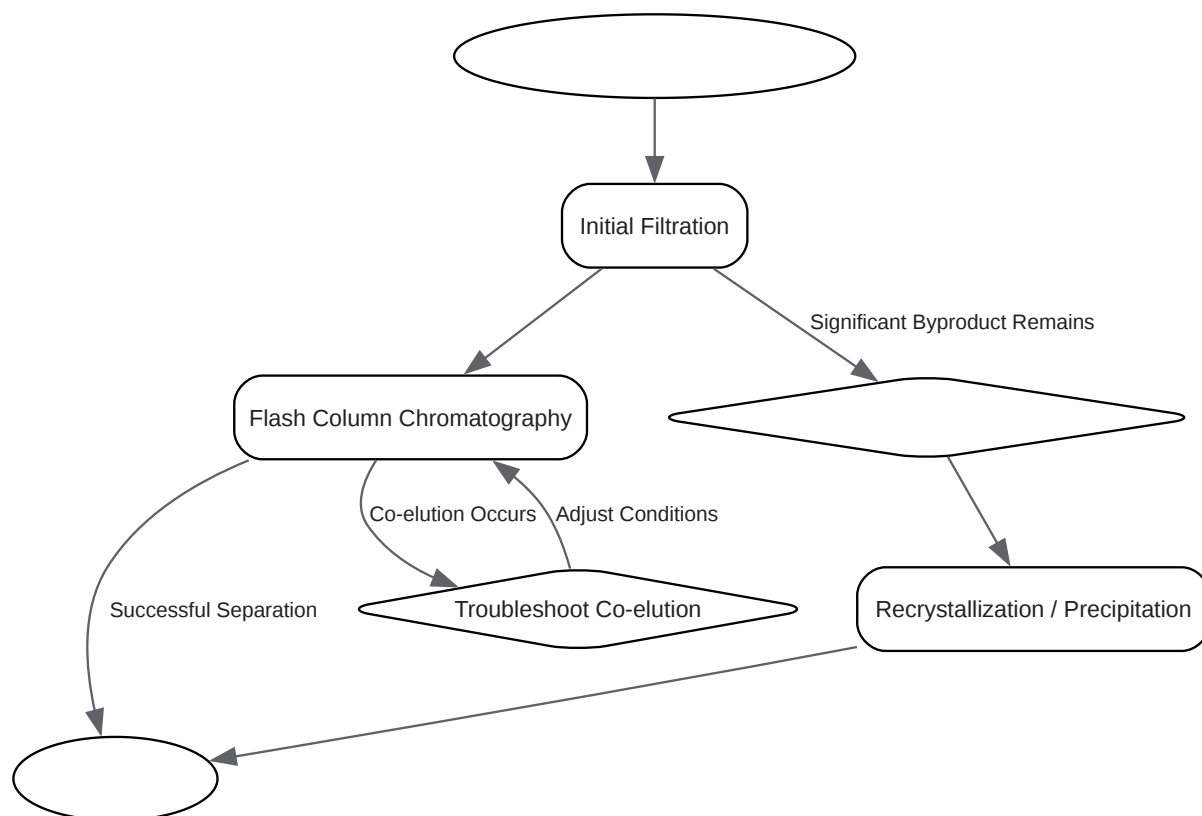 Initial Filtration
Significant Byproduct Remains
Flash Column Chromatography
Co-elution Occurs
Adjust Conditions
Successful Separation
Troubleshoot Co-elution
Recrystallization / Precipitation